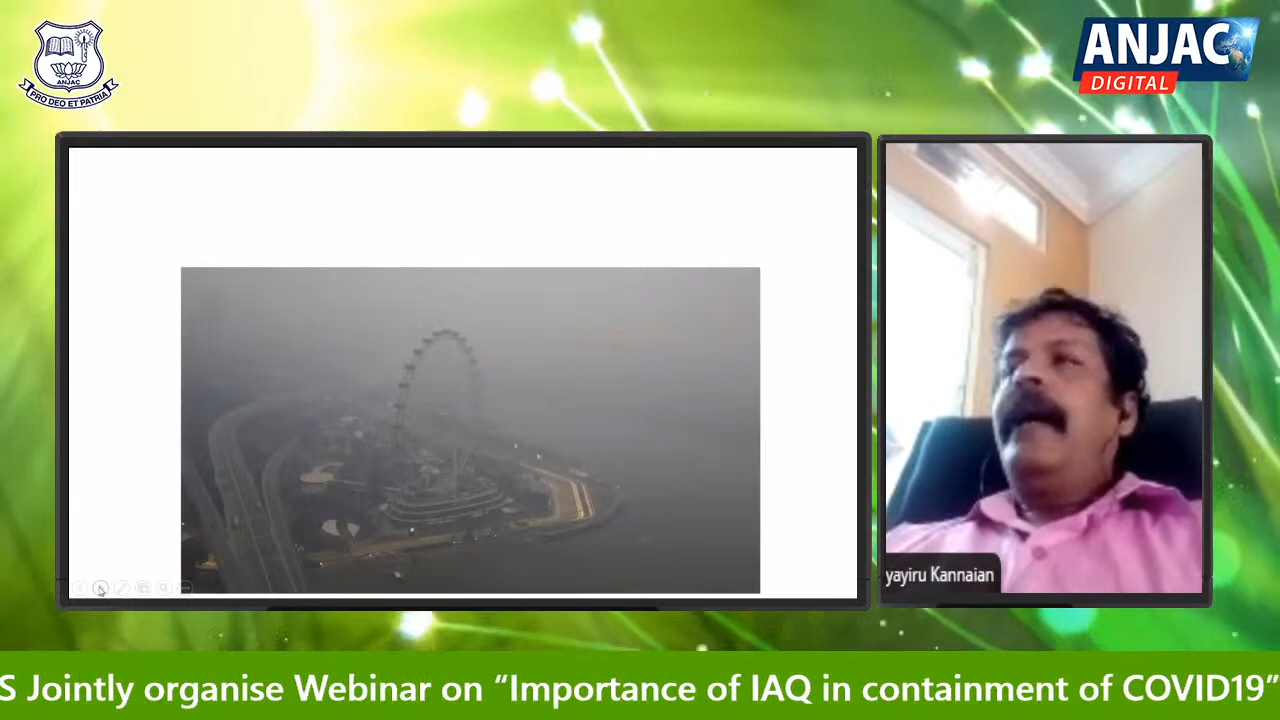 ANJAC
PRO DEO ET PATRIA
ANJAC
DIGITAL
yayiru Kannaian
S Jointly organise Webinar on “Importance of IAQ in containment of COVID19”